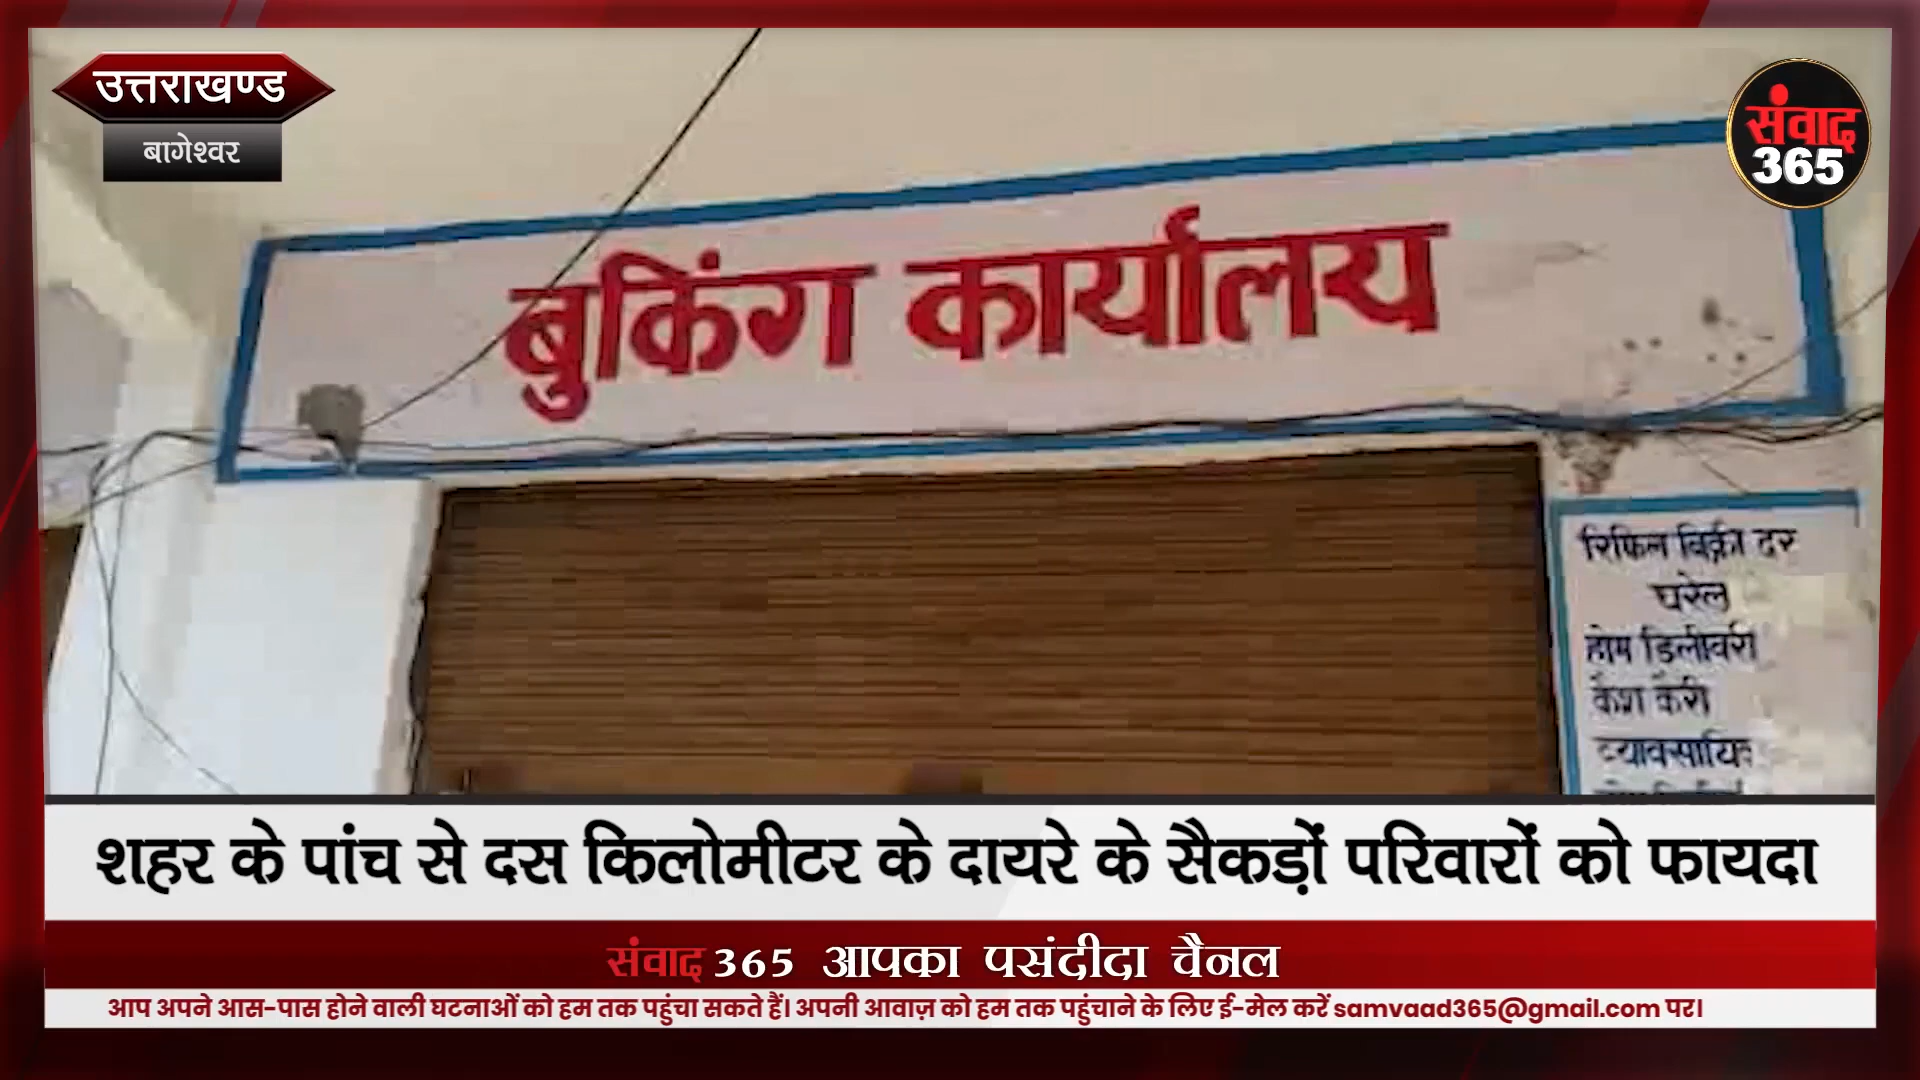 उत्तराखण्ड
बागेश्वर
संवाद
365
बुकिंग कार्यालय
रिफिल विक्री दर
घरेलू
होम डिलीवरी
कैश कैरी
शहर के पांच से दस किलोमीटर के दायरे के सैकड़ों परिवारों को फायदा
संवाद 365 आपका पसंदीदा चैनल
आप अपने आस-पास होने वाली घटनाओं को हम तक पहुंचा सकते हैं। अपनी आवाज़ को हम तक पहुंचाने के लिए ई-मेल करें samvaad365@gmail.com पर।